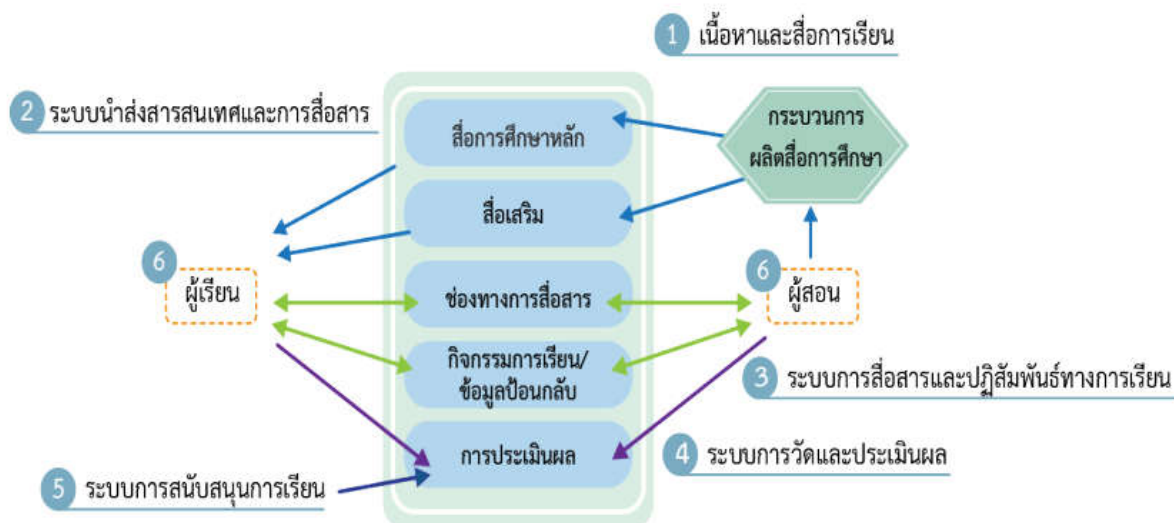 1 เนื้อหาและสื่อการเรียน
2 ระบบนำส่งสารสนเทศและการสื่อสาร
สื่อการศึกษาหลัก
กระบวนการ
ผลิตสื่อการศึกษา
สื่อเสริม
6
ผู้เรียน
ช่องทางการสื่อสาร
6
ผู้สอน
กิจกรรมการเรียน/
ข้อมูลป้อนกลับ
3 ระบบการสื่อสารและปฏิสัมพันธ์ทางการเรียน
การประเมินผล
4 ระบบการวัดและประเมินผล
5 ระบบการสนับสนุนการเรียน